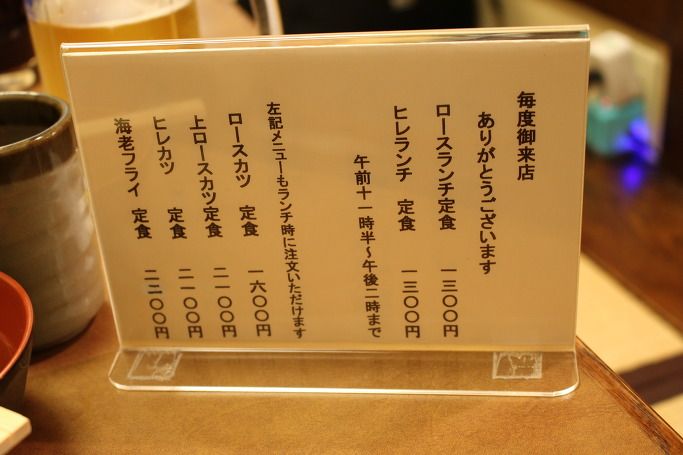 毎度御来店
ありがとうございます
ロースランチ定食 一三〇〇円
ヒレランチ 定食 一三〇〇円
午前十一時半～午後二時まで
左記メニューもランチ時に注文いただけます
ロースカツ 定食 一六〇〇円
上ロースカツ定食 二一〇〇円
ヒレカツ 定食 二一〇〇円
海老フライ 定食 二二〇〇円